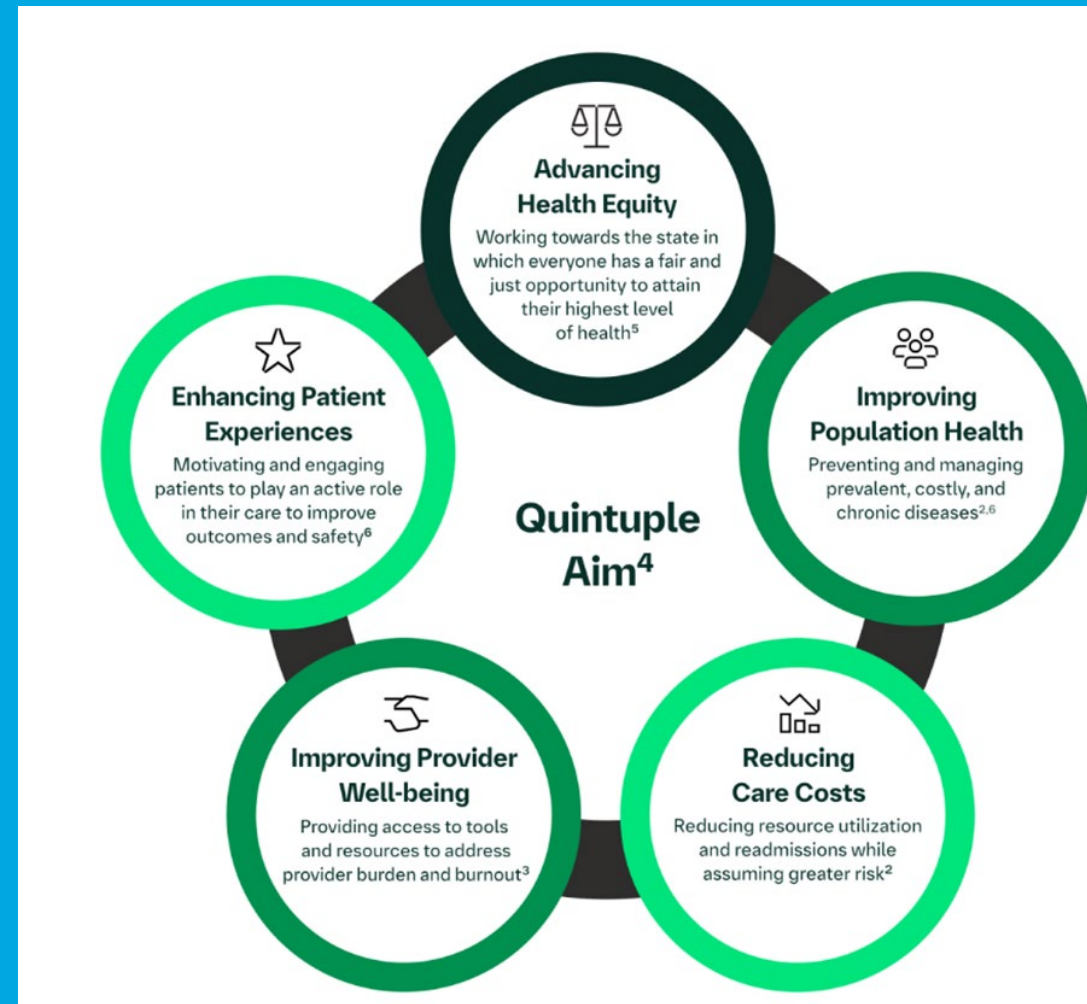 Advancing
Health Equity
Working towards the state in
which everyone has a fair and
just opportunity to attain
their highest level
of health⁵
Enhancing Patient
Experiences
Motivating and engaging
patients to play an active role
in their care to improve
outcomes and safety⁶
Improving
Population Health
Preventing and managing
prevalent, costly, and
chronic diseases²,⁶
Quintuple
Aim⁴
Improving Provider
Well-being
Providing access to tools
and resources to address
provider burden and burnout³
Reducing
Care Costs
Reducing resource utilization
and readmissions while
assuming greater risk²